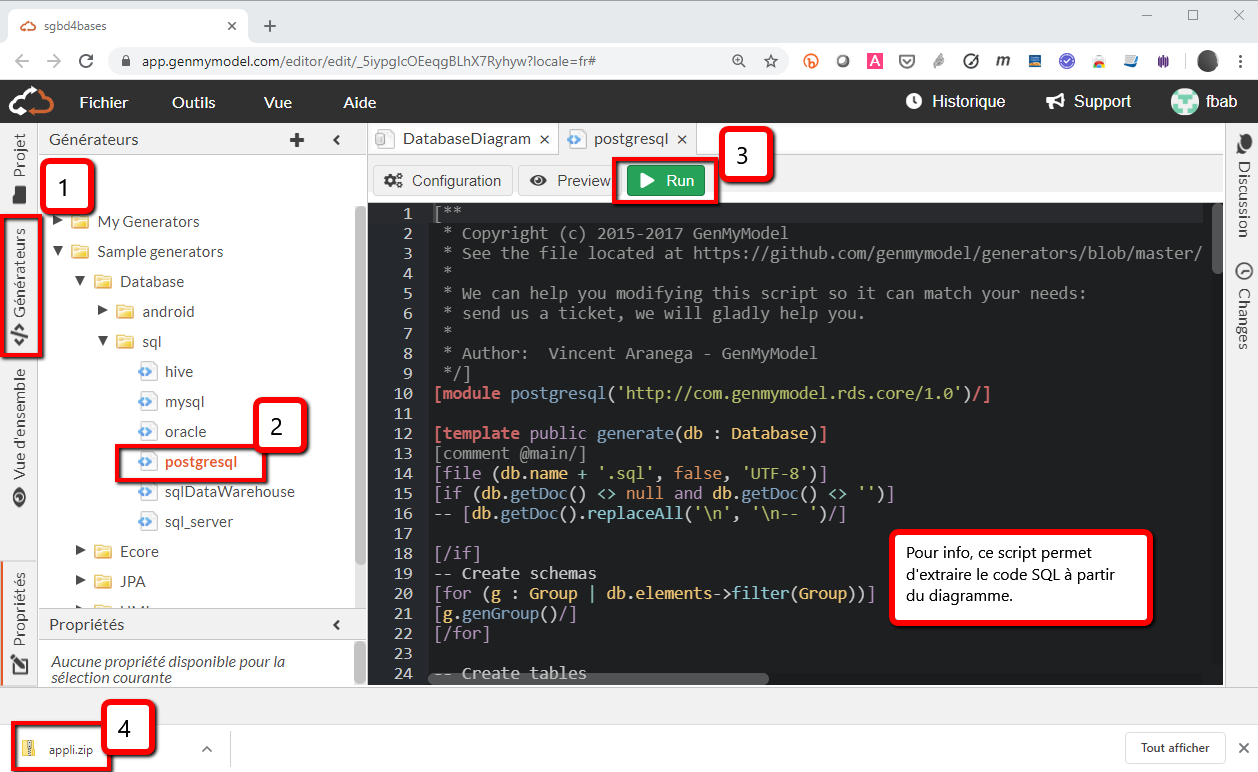 sgbd4bases
app.genmymodel.com/editor/edit/_5iypgIcOEeqgBLhX7Ryhyw?locale=fr#
Fichier Outils Vue Aide Historique Support fbab
Projet
Générateurs
Vue d'ensemble
Propriétés
Générateurs
1
My Generators
Sample generators
Database
android
sql
hive
mysql
oracle
2
postgresql
sqlDataWarehouse
sql_server
Ecore
JPA
Propriétés
Aucune propriété disponible pour la
sélection courante
DatabaseDiagram postgresql
3
Configuration Preview Run
1 [**
2 * Copyright (c) 2015-2017 GenMyModel
3 * See the file located at https://github.com/genmymodel/generators/blob/master/
4 *
5 * We can help you modifying this script so it can match your needs:
6 * send us a ticket, we will gladly help you.
7 *
8 * Author:  Vincent Aranega - GenMyModel
9 */]
10 [module postgresql('http://com.genmymodel.rds.core/1.0')/]
11
12 [template public generate(db : Database)]
13 [comment @main/]
14 [file (db.name + '.sql', false, 'UTF-8')]
15 [if (db.getDoc() <> null and db.getDoc() <> '')]
16 -- [db.getDoc().replaceAll('\n', '\n-- ')/]
17
18 [/if]
19 -- Create schemas
20 [for (g : Group | db.elements->filter(Group))]
21 [g.genGroup()/]
22 [/for]
23
24 -- Create tables
Pour info, ce script permet
d'extraire le code SQL à partir
du diagramme.
Discussion
Changes
4
appli.zip
Tout afficher